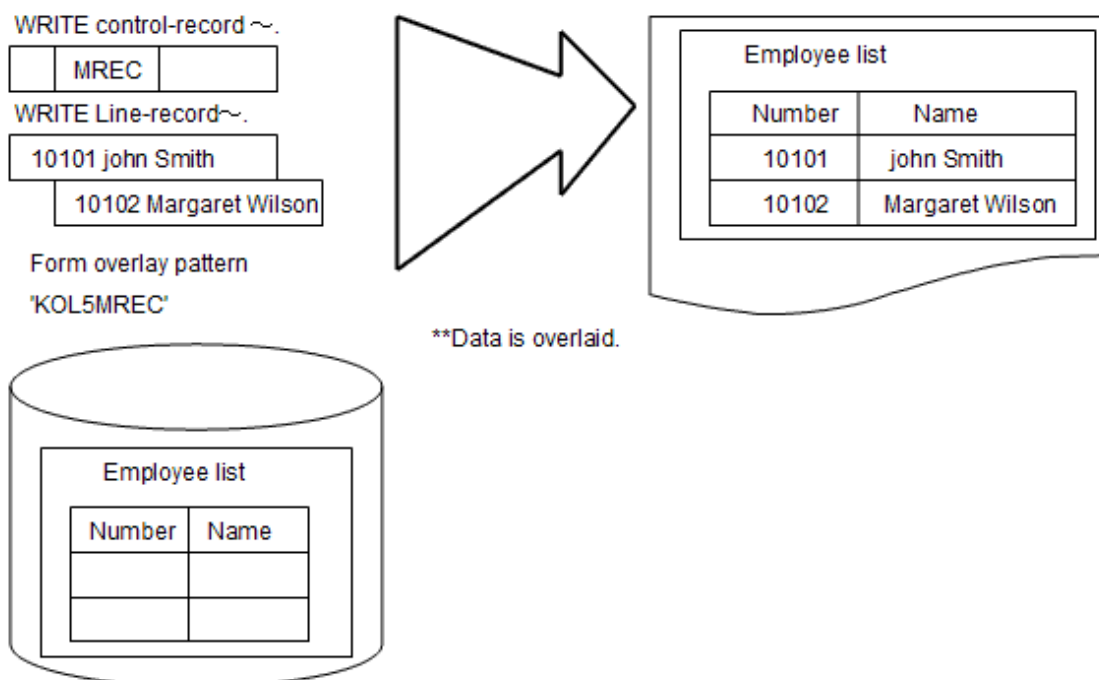 WRITE control-record ～.
MREC
WRITE Line-record～.
10101 john Smith
10102 Margaret Wilson
Form overlay pattern
'KOL5MREC'
Employee list
Number Name
Employee list
Number Name
10101 john Smith
10102 Margaret Wilson
**Data is overlaid.